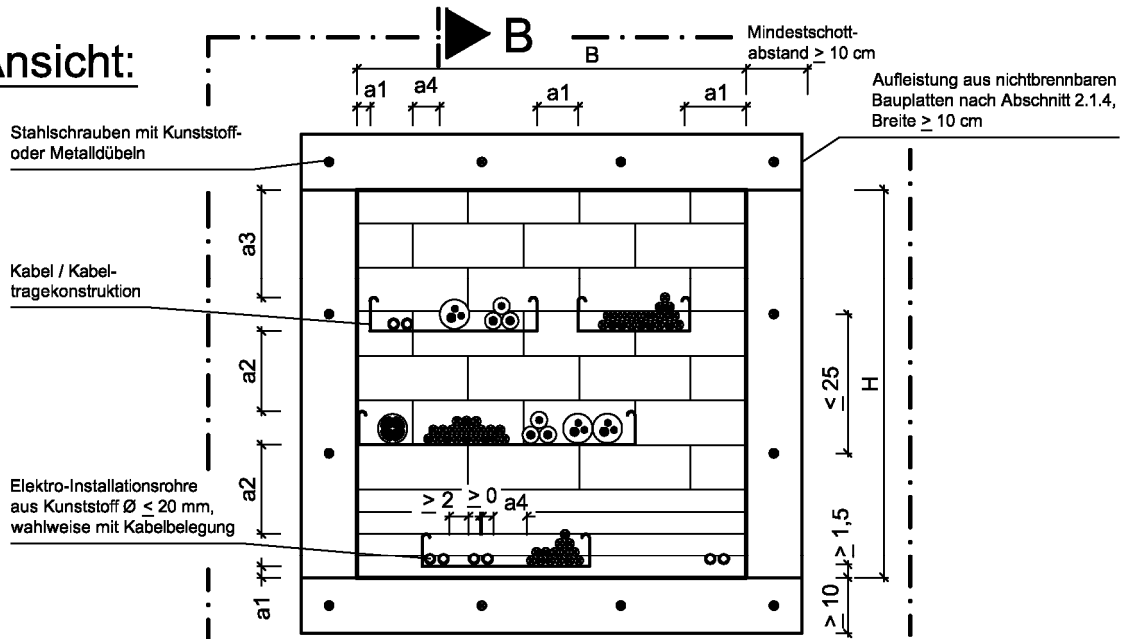 Ansicht:
B
Mindestschott-
abstand ≥ 10 cm
B
a1
a4
a1
a1
Aufleistung aus nichtbrennbaren
Bauplatten nach Abschnitt 2.1.4,
Breite ≥ 10 cm
Stahlschrauben mit Kunststoff-
oder Metalldübeln
a3
Kabel / Kabel-
tragekonstruktion
a2
≤ 25
H
a2
Elektro-Installationsrohre
aus Kunststoff Ø ≤ 20 mm,
wahlweise mit Kabelbelegung
≥ 2
≥ 0
a4
≥ 1,5
a1
≥ 10